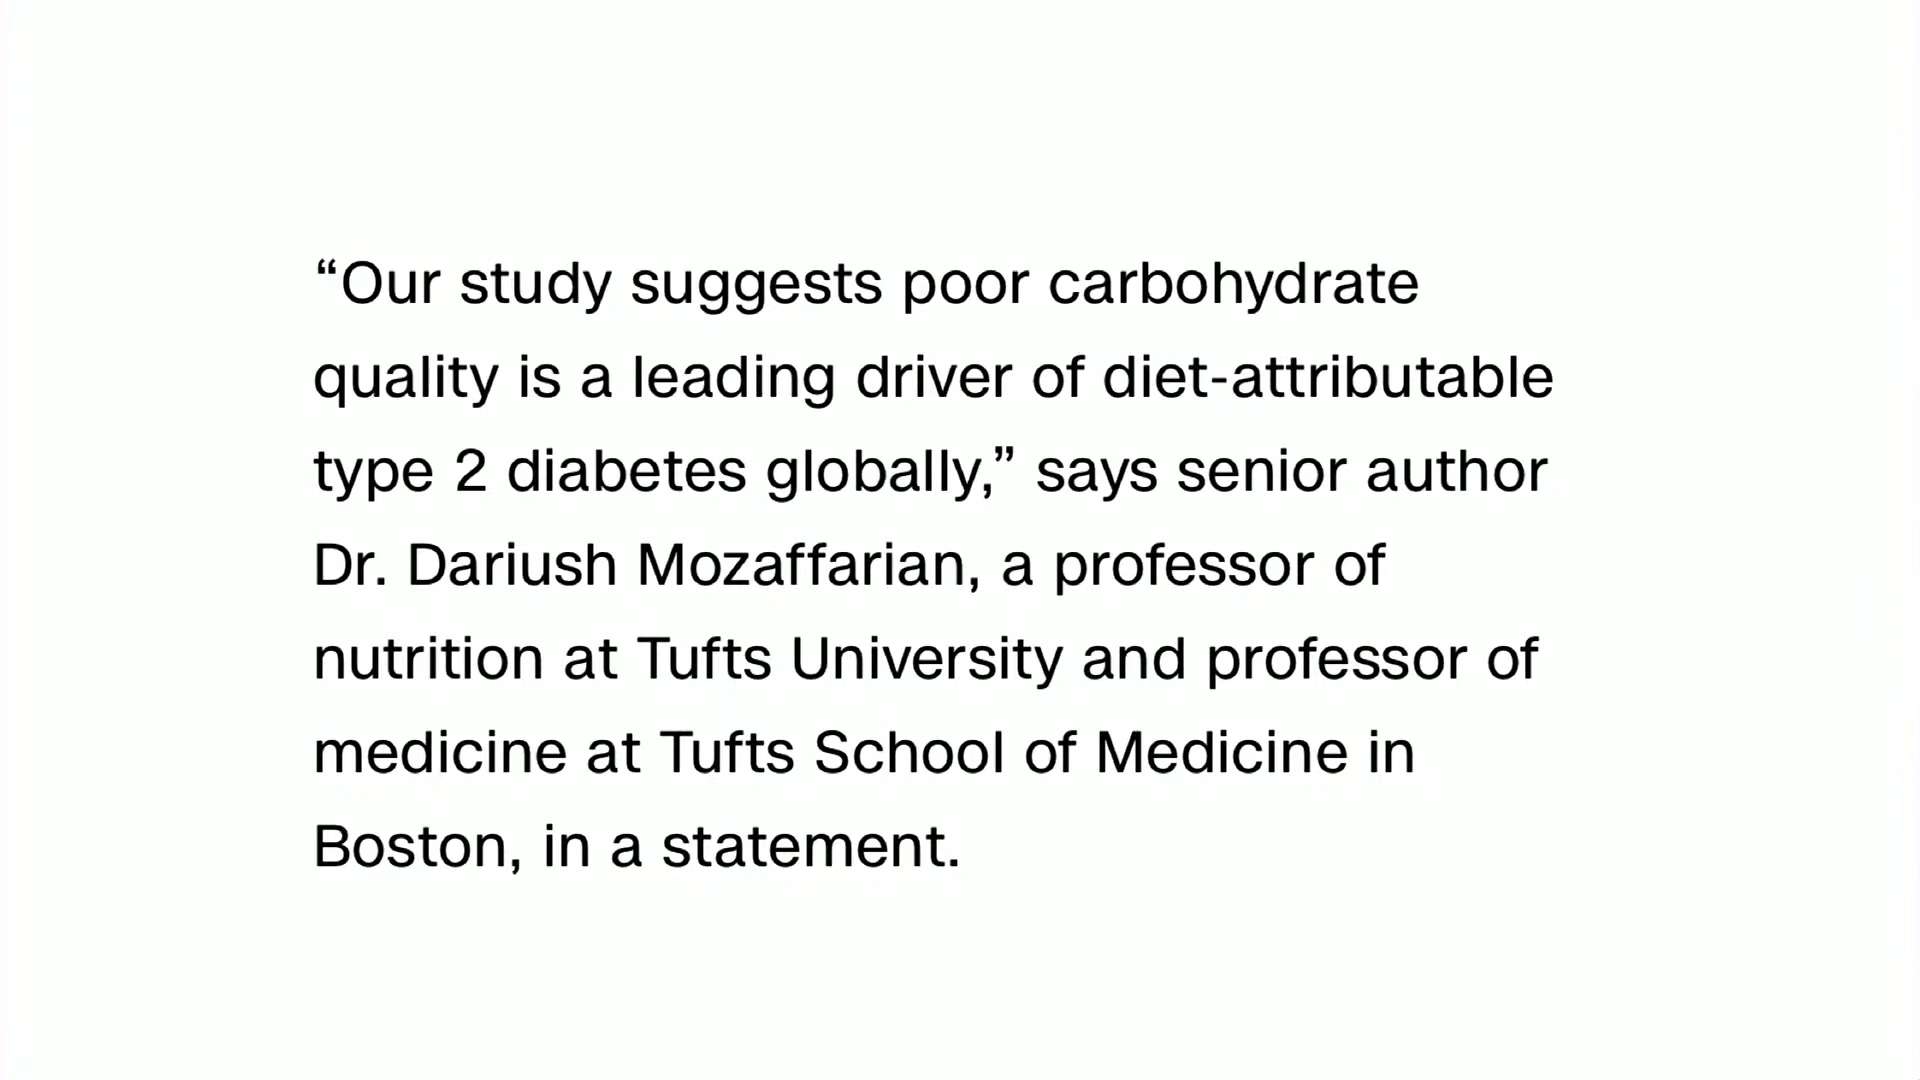 “Our study suggests poor carbohydrate
quality is a leading driver of diet-attributable
type 2 diabetes globally,” says senior author
Dr. Dariush Mozaffarian, a professor of
nutrition at Tufts University and professor of
medicine at Tufts School of Medicine in
Boston, in a statement.